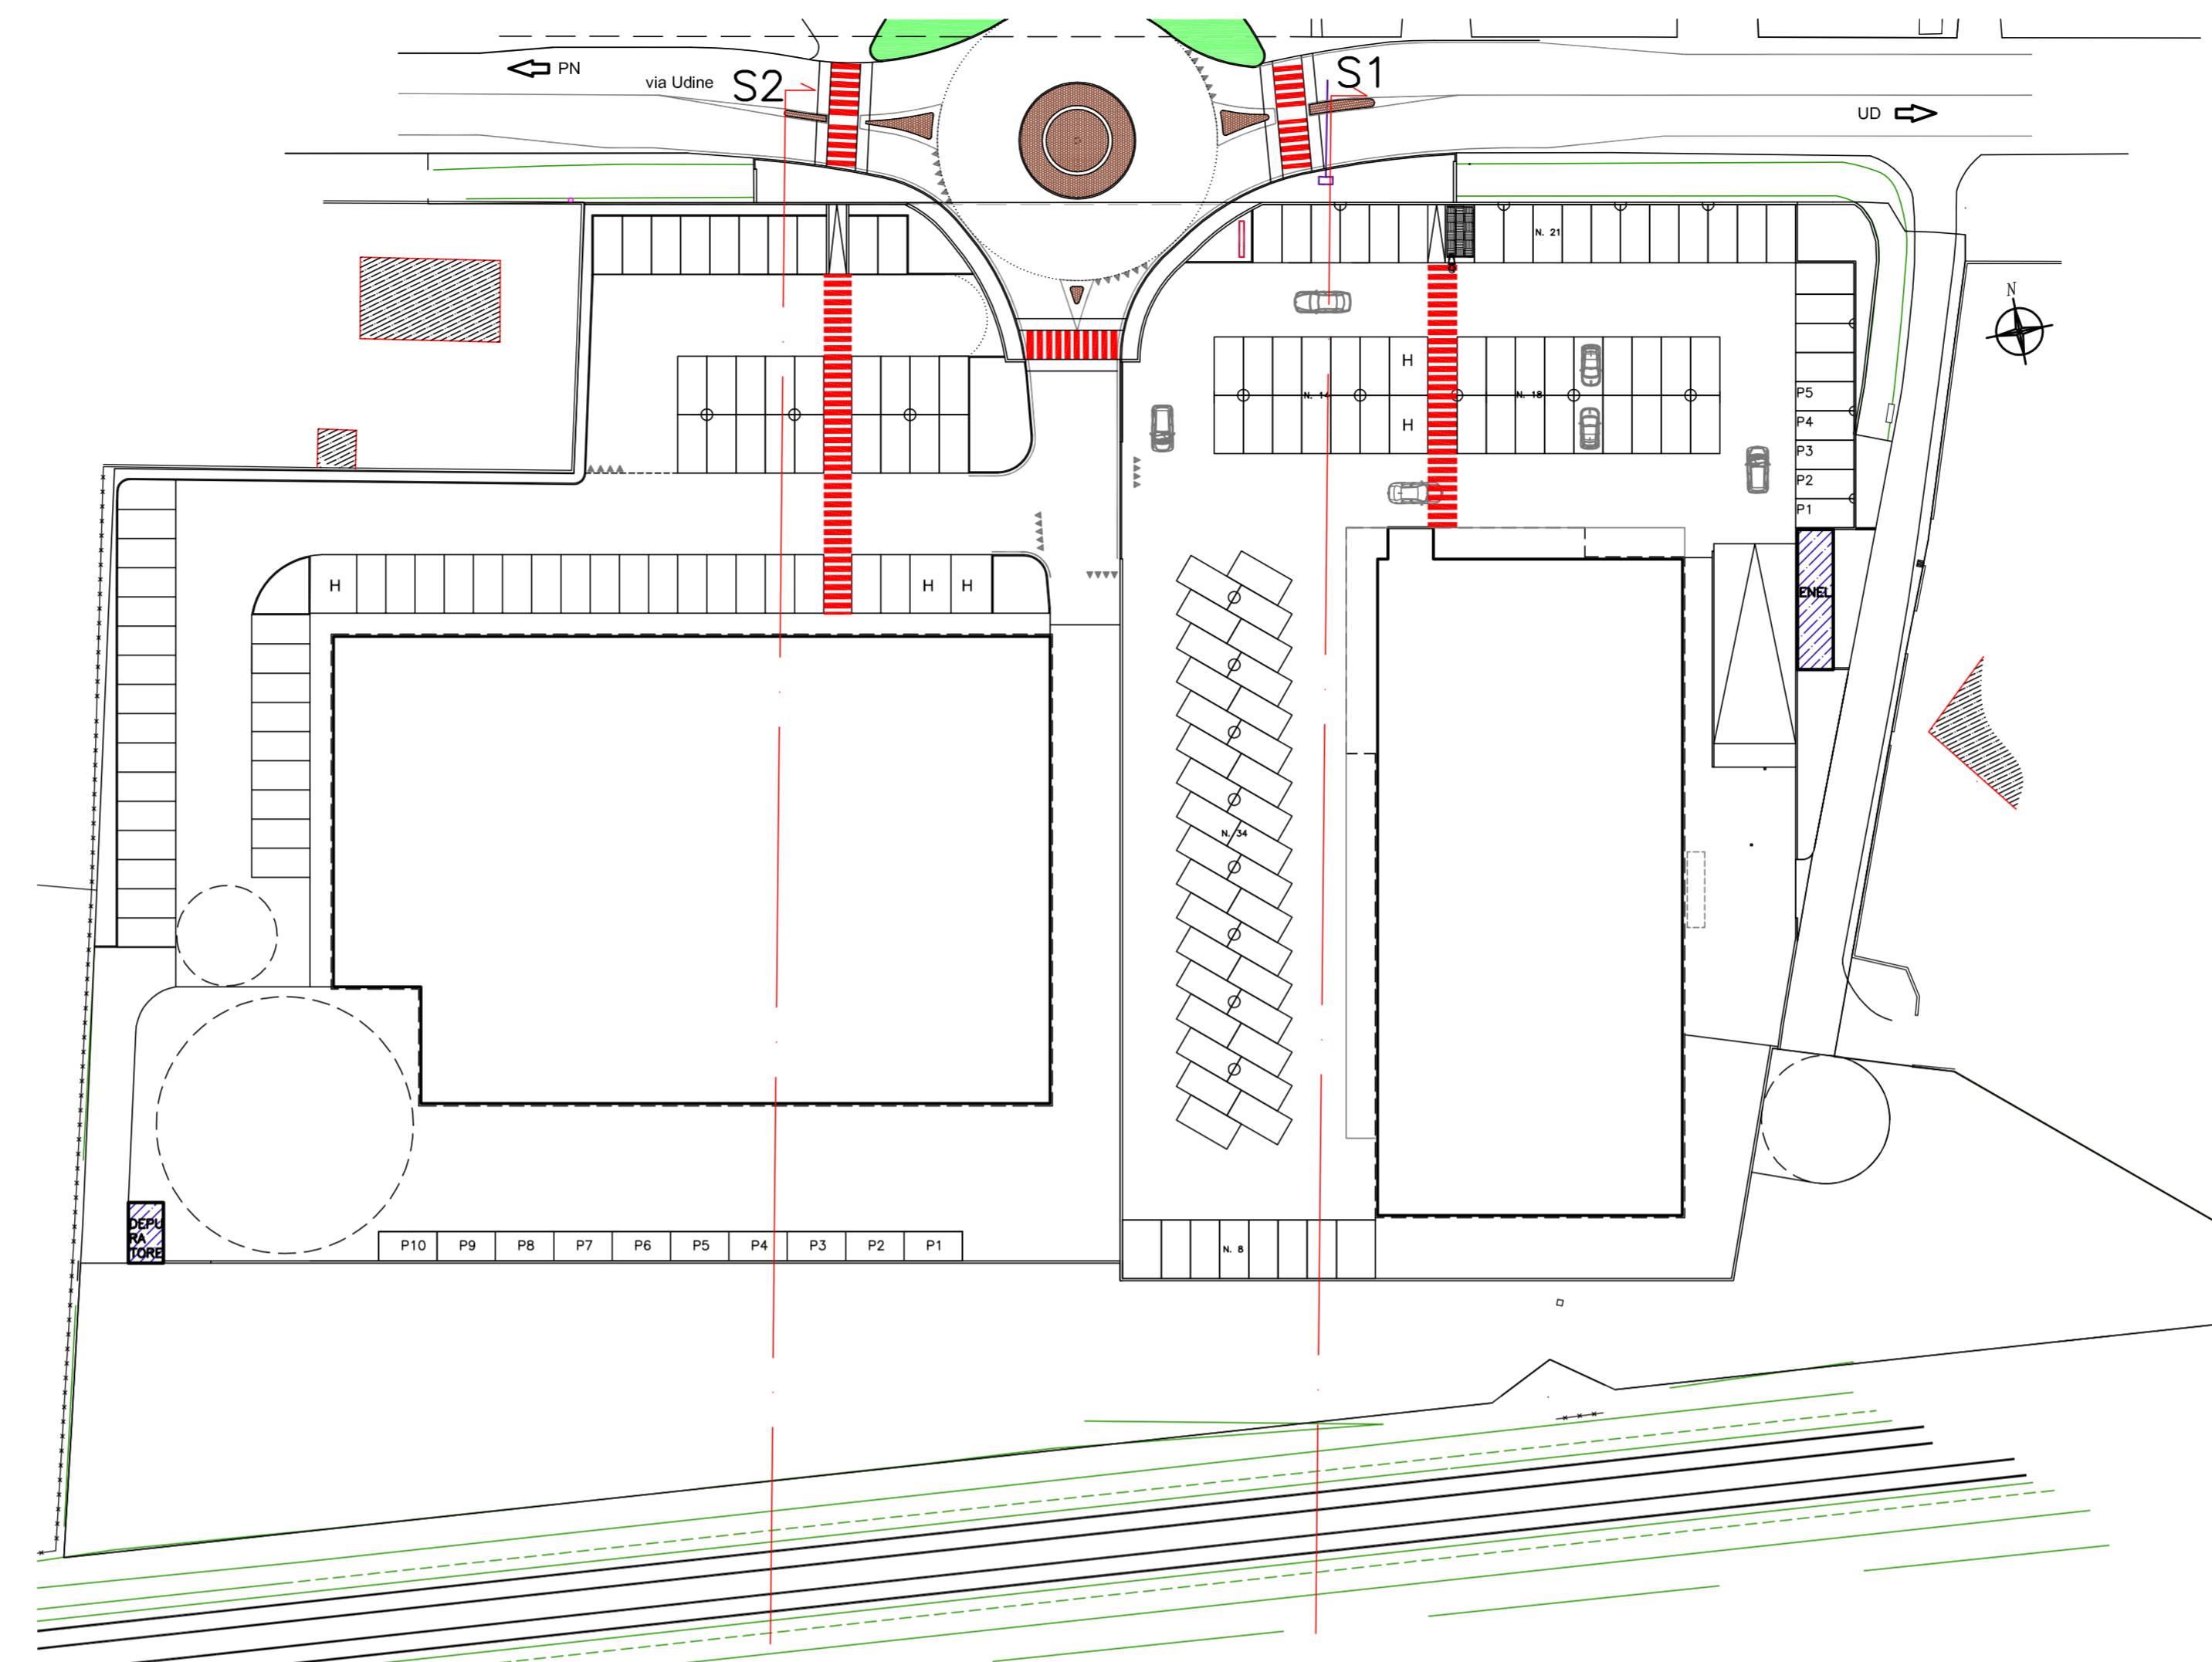 PN
via Udine
S2
S1
UD
N. 21
N
H
N. 14
N. 18
H
P5
P4
P3
P2
P1
H
H
H
ENEL
N. 34
DEPU
RA
TORE
P10
P9
P8
P7
P6
P5
P4
P3
P2
P1
N. 8